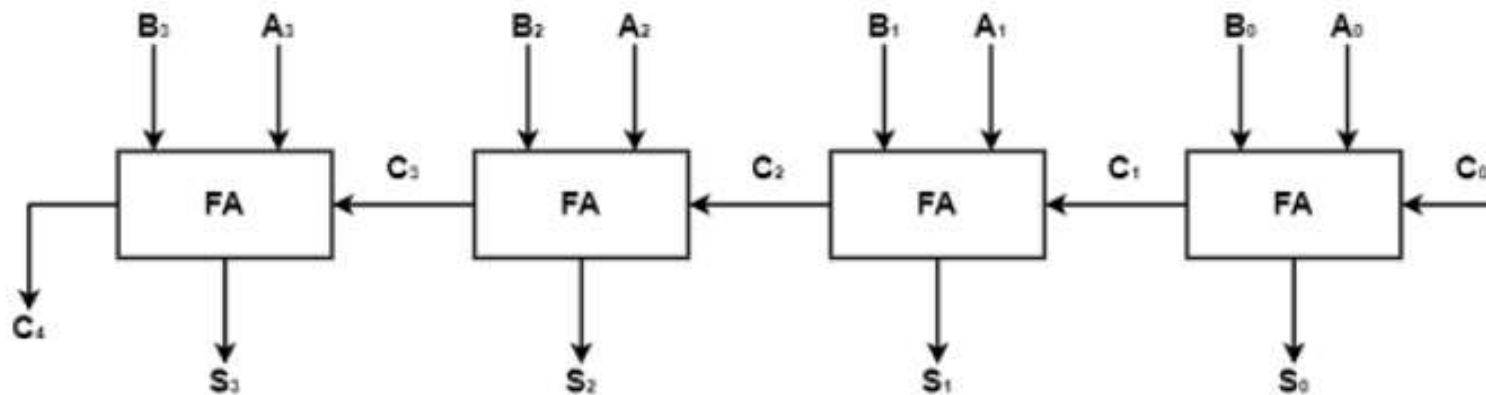 B₃ A₃ B₂ A₂ B₁ A₁ B₀ A₀
C₃ C₂ C₁ C₀
FA FA FA FA
C₄
S₃ S₂ S₁ S₀